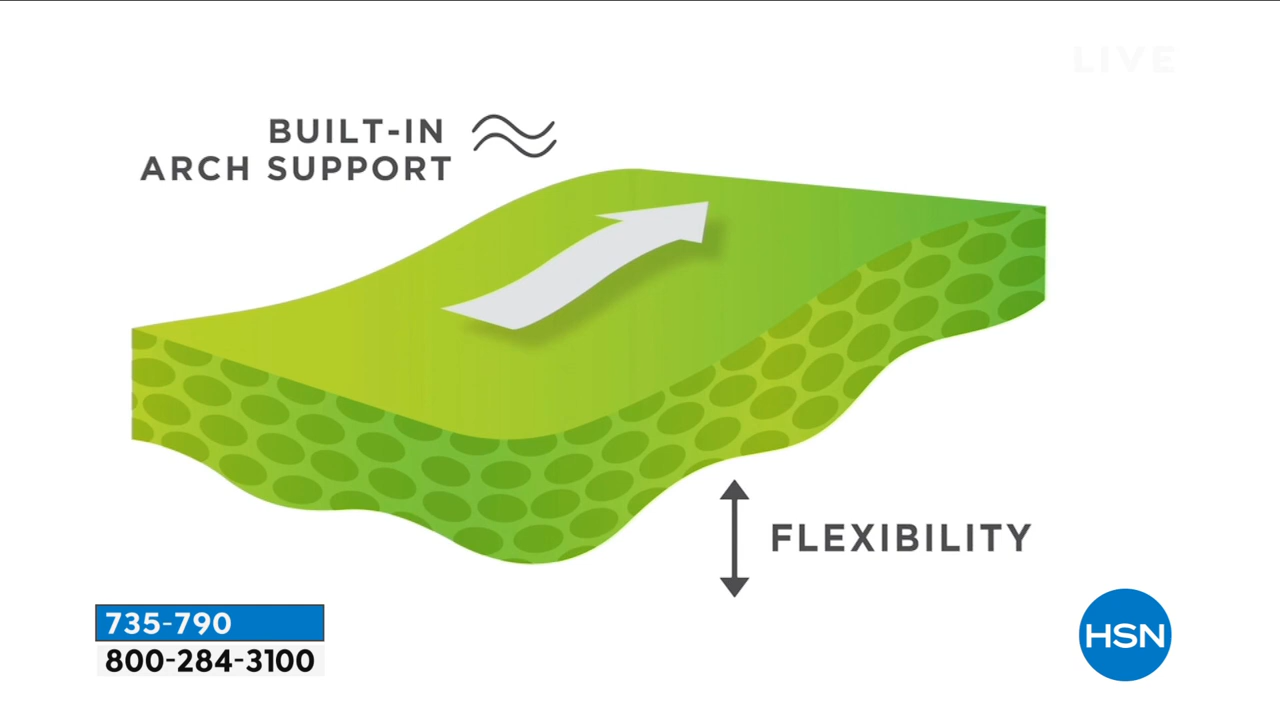 LIVE
BUILT-IN
ARCH SUPPORT
FLEXIBILITY
735-790
800-284-3100
HSN